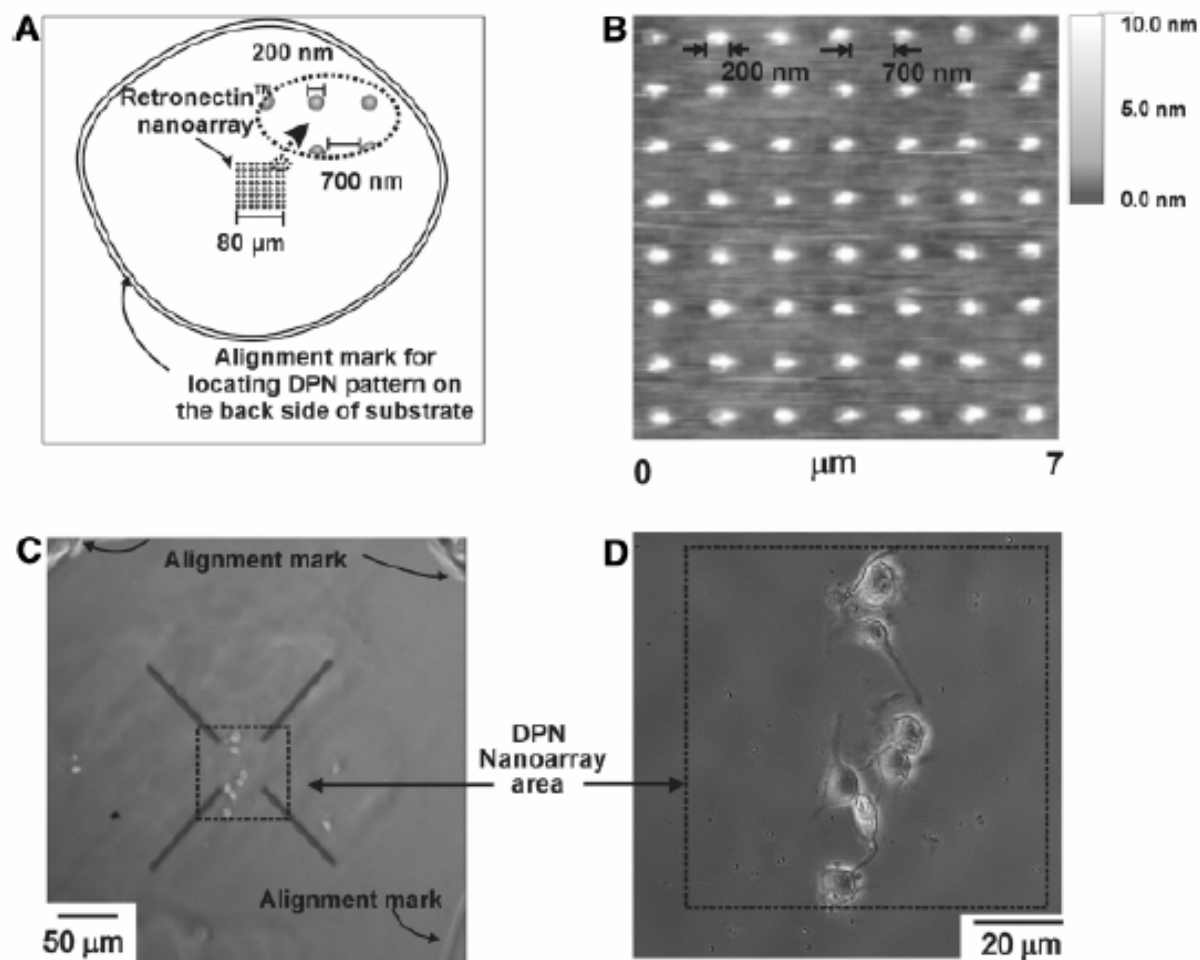 A
200 nm
Retronectin™
nanoarray
700 nm
80 μm
Alignment mark for
locating DPN pattern on
the back side of substrate
B
200 nm
700 nm
10.0 nm
5.0 nm
0.0 nm
0
μm
7
C
Alignment mark
Alignment mark
50 μm
DPN
Nanoarray
area
D
20 μm